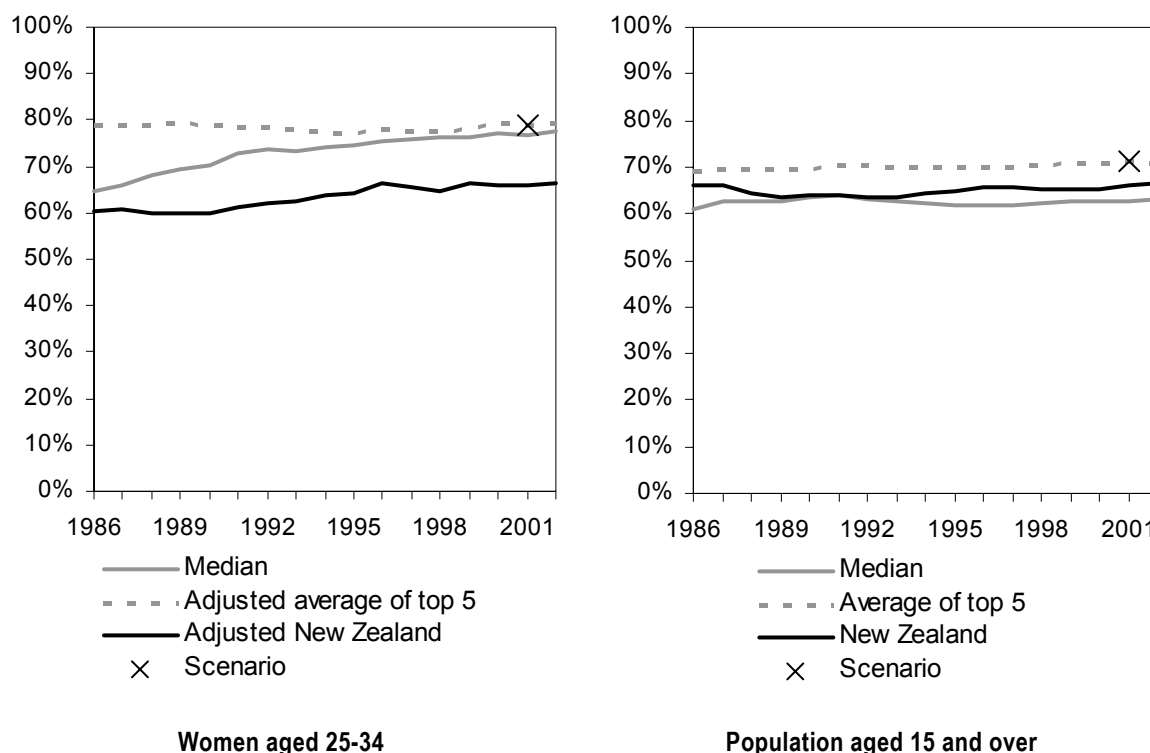 100%
90%
80%
70%
60%
50%
40%
30%
20%
10%
0%
1986 1989 1992 1995 1998 2001
Median
Adjusted average of top 5
Adjusted New Zealand
Scenario
Women aged 25-34
100%
90%
80%
70%
60%
50%
40%
30%
20%
10%
0%
1986 1989 1992 1995 1998 2001
Median
Average of top 5
New Zealand
Scenario
Population aged 15 and over